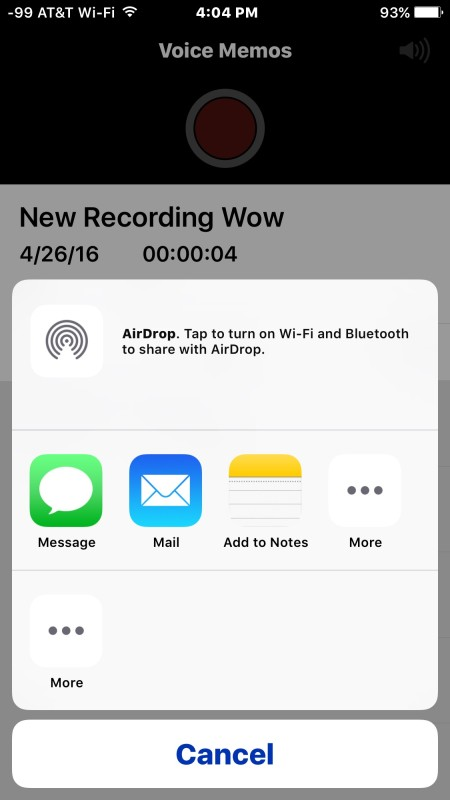 -99 AT&T Wi-Fi 4:04 PM 93%
Voice Memos
New Recording Wow
4/26/16 00:00:04
AirDrop. Tap to turn on Wi-Fi and Bluetooth
to share with AirDrop.
Message Mail Add to Notes More
More
Cancel